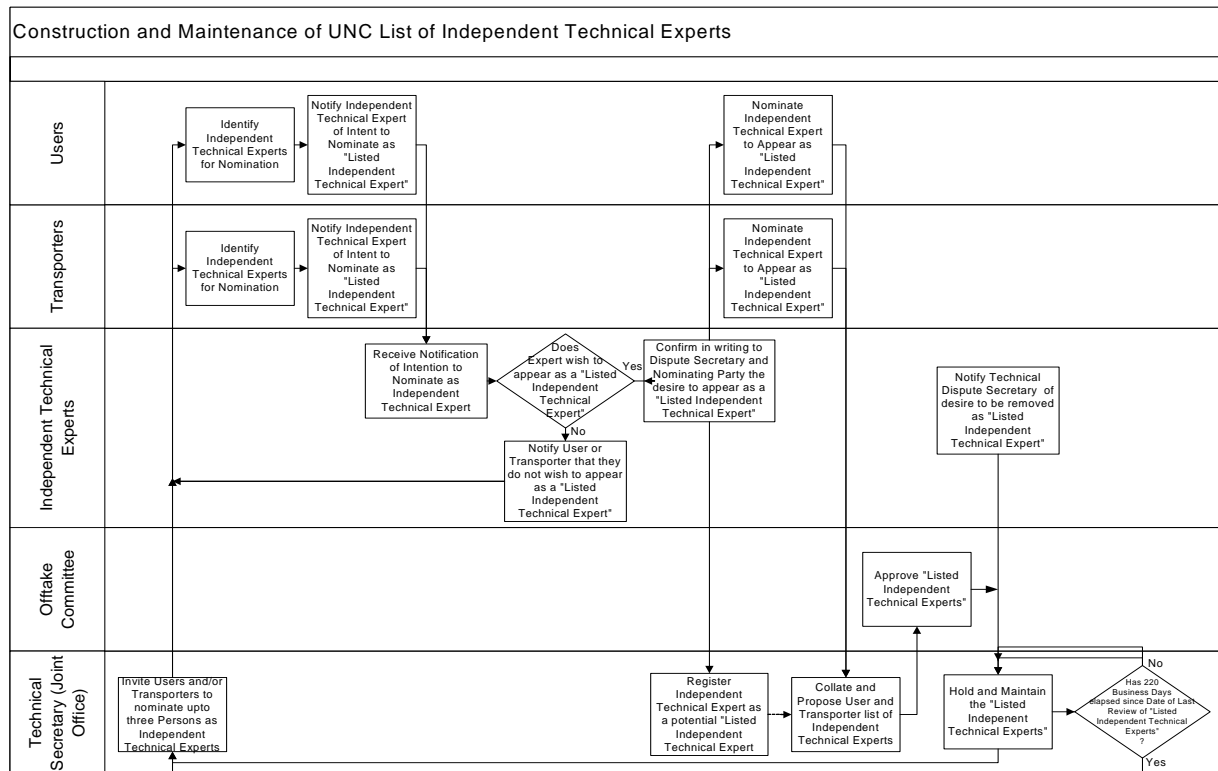 Construction and Maintenance of UNC List of Independent Technical Experts
Users
Identify
Independent
Technical Experts
for Nomination
Notify Independent
Technical Expert
of Intent to
Nominate as
"Listed
Independent
Technical Expert"
Nominate
Independent
Technical Expert
to Appear as
"Listed
Independent
Technical Expert"
Transporters
Identify
Independent
Technical Experts
for Nomination
Notify Independent
Technical Expert
of Intent to
Nominate as
"Listed
Independent
Technical Expert"
Nominate
Independent
Technical Expert
to Appear as
"Listed
Independent
Technical Expert"
Independent Technical
Experts
Receive Notification
of Intention to
Nominate as
Independent
Technical Expert
Does
Expert wish to
appear as a "Listed
Independent
Technical
Expert"
Yes
No
Confirm in writing to
Dispute Secretary and
Nominating Party the
desire to appear as a
"Listed Independent
Technical Expert"
Notify User or
Transporter that they
do not wish to appear
as a "Listed
Independent
Technical Expert"
Notify Technical
Dispute Secretary of
desire to be removed
as "Listed
Independent
Technical Expert"
Offtake
Committee
Approve "Listed
Independent
Technical Experts"
Technical
Secretary (Joint
Office)
Invite Users and/or
Transporters to
nominate upto
three Persons as
Independent
Technical Experts
Register
Independent
Technical Expert as
a potential "Listed
Independent
Technical Expert
Collate and
Propose User and
Transporter list of
Independent
Technical Experts
Hold and Maintain
the "Listed
Indepenent
Technical Experts"
No
Has 220
Business Days
elapsed since Date of Last
Review of "Listed
Independent Technical
Experts"
?
Yes